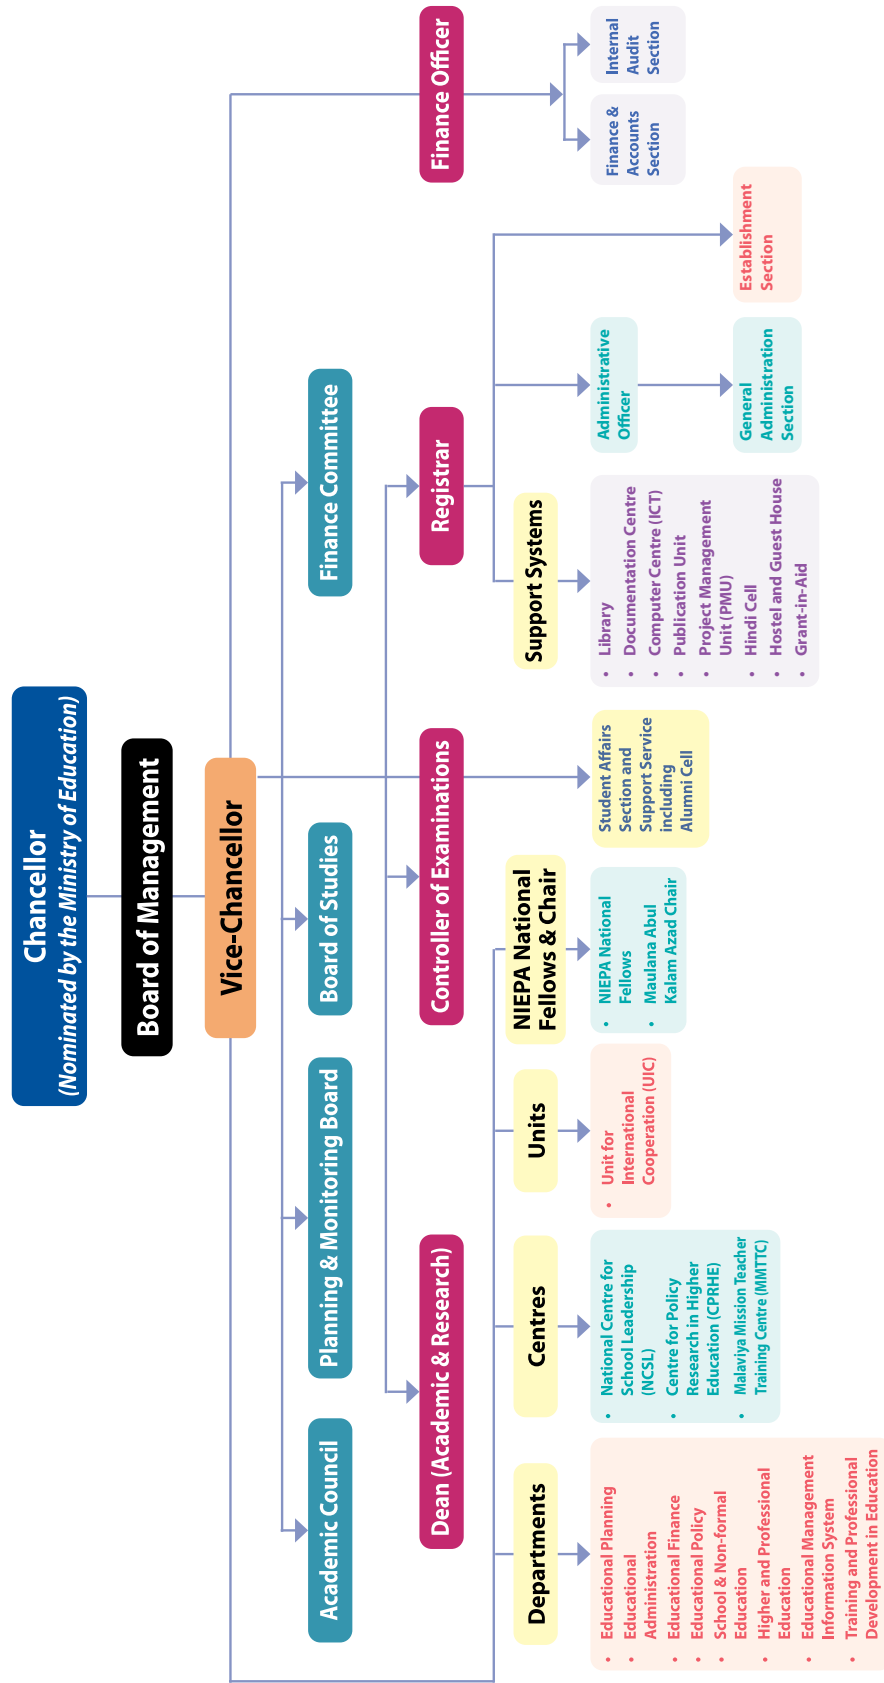 Chancellor
(Nominated by the Ministry of Education)
Board of Management
Vice-Chancellor
Academic Council
Planning & Monitoring Board
Board of Studies
Finance Committee
Dean (Academic & Research)
Controller of Examinations
Registrar
Finance Officer
Departments
Centres
Units
NIEPA National
Fellows & Chair
Support Systems
• Educational Planning
• Educational
Administration
• Educational Finance
• Educational Policy
• School & Non-formal
Education
• Higher and Professional
Education
• Educational Management
Information System
• Training and Professional
Development in Education
• National Centre for
School Leadership
(NCSL)
• Centre for Policy
Research in Higher
Education (CPRHE)
• Malaviya Mission Teacher
Training Centre (MMTTC)
• Unit for
International
Cooperation (UIC)
• NIEPA National
Fellows
• Maulana Abul
Kalam Azad Chair
Student Affairs
Section and
Support Service
including
Alumni Cell
• Library
• Documentation Centre
• Computer Centre (ICT)
• Publication Unit
• Project Management
Unit (PMU)
• Hindi Cell
• Hostel and Guest House
• Grant-in-Aid
Administrative
Officer
General
Administration
Section
Establishment
Section
Finance &
Accounts
Section
Internal
Audit
Section